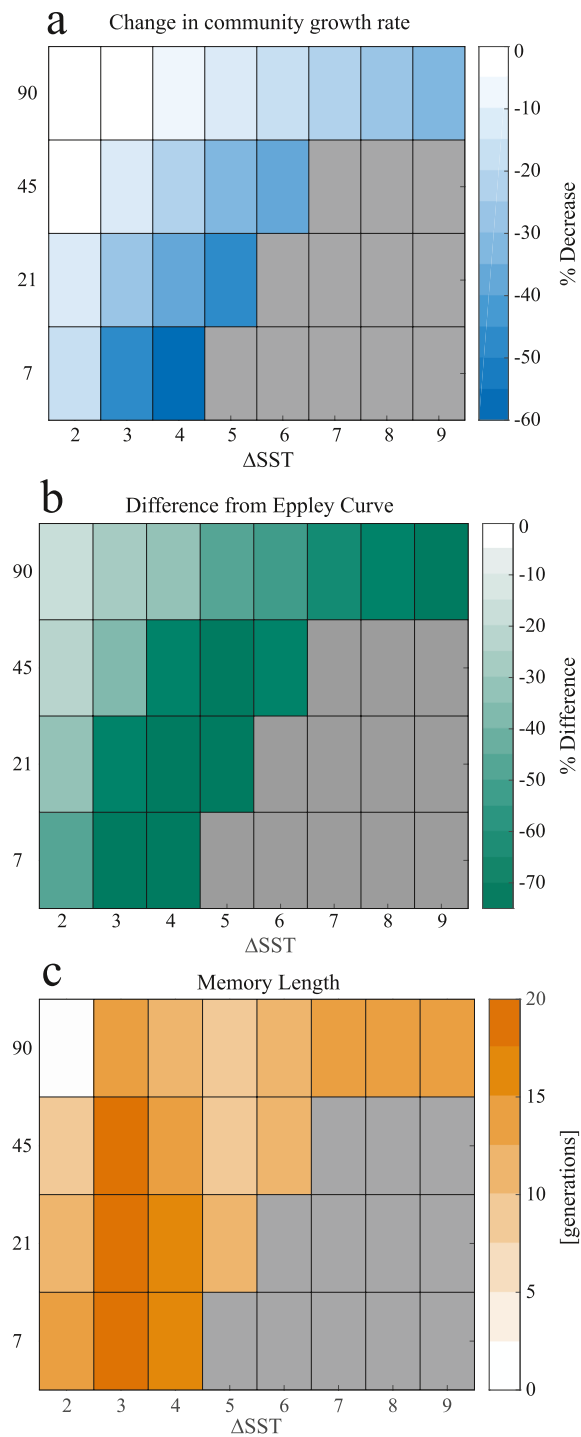 a
Change in community growth rate
90
45
21
7
2 3 4 5 6 7 8 9
ΔSST
0
-10
-20
-30
-40
-50
-60
% Decrease
b
Difference from Eppley Curve
90
45
21
7
2 3 4 5 6 7 8 9
ΔSST
0
-10
-20
-30
-40
-50
-60
-70
% Difference
c
Memory Length
90
45
21
7
2 3 4 5 6 7 8 9
ΔSST
20
15
10
5
0
[generations]